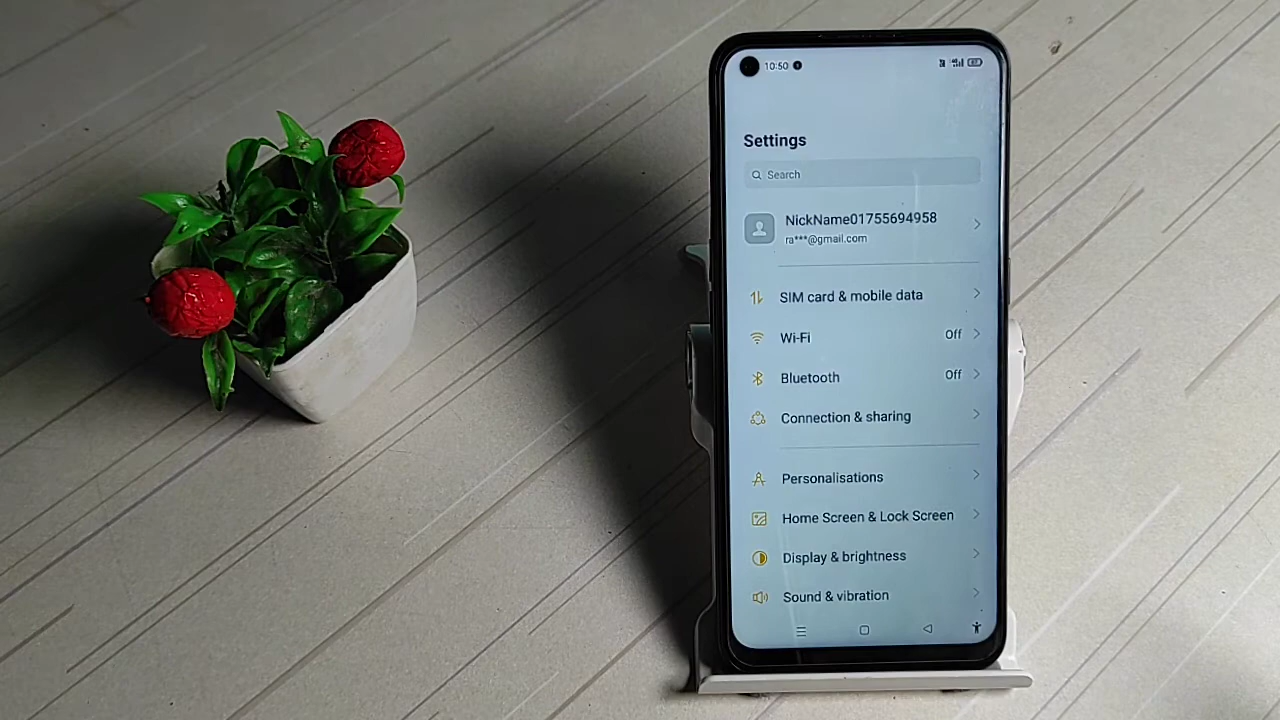 10:50
Settings
Search
NickName01755694958
ra***@gmail.com
SIM card & mobile data
Wi-Fi Off
Bluetooth Off
Connection & sharing
Personalisations
Home Screen & Lock Screen
Display & brightness
Sound & vibration